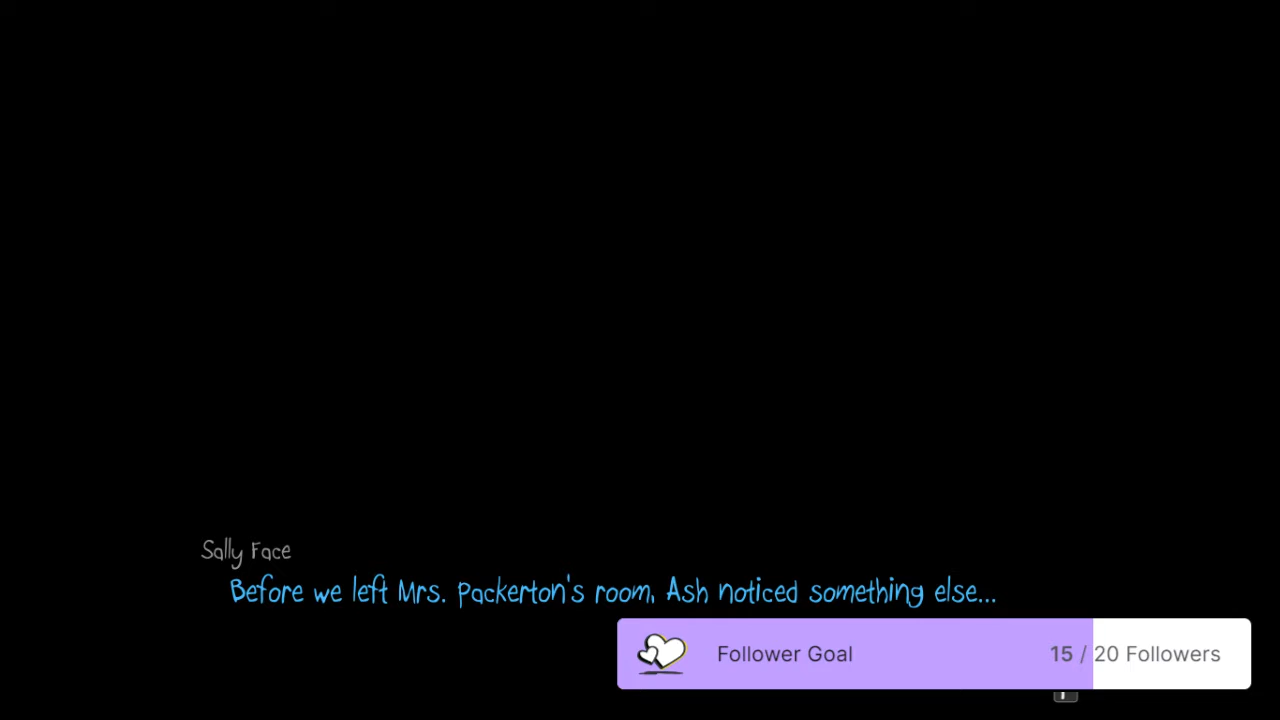 Sally Face
Before we left Mrs. Packerton's room, Ash noticed something else...
Follower Goal 15 / 20 Followers